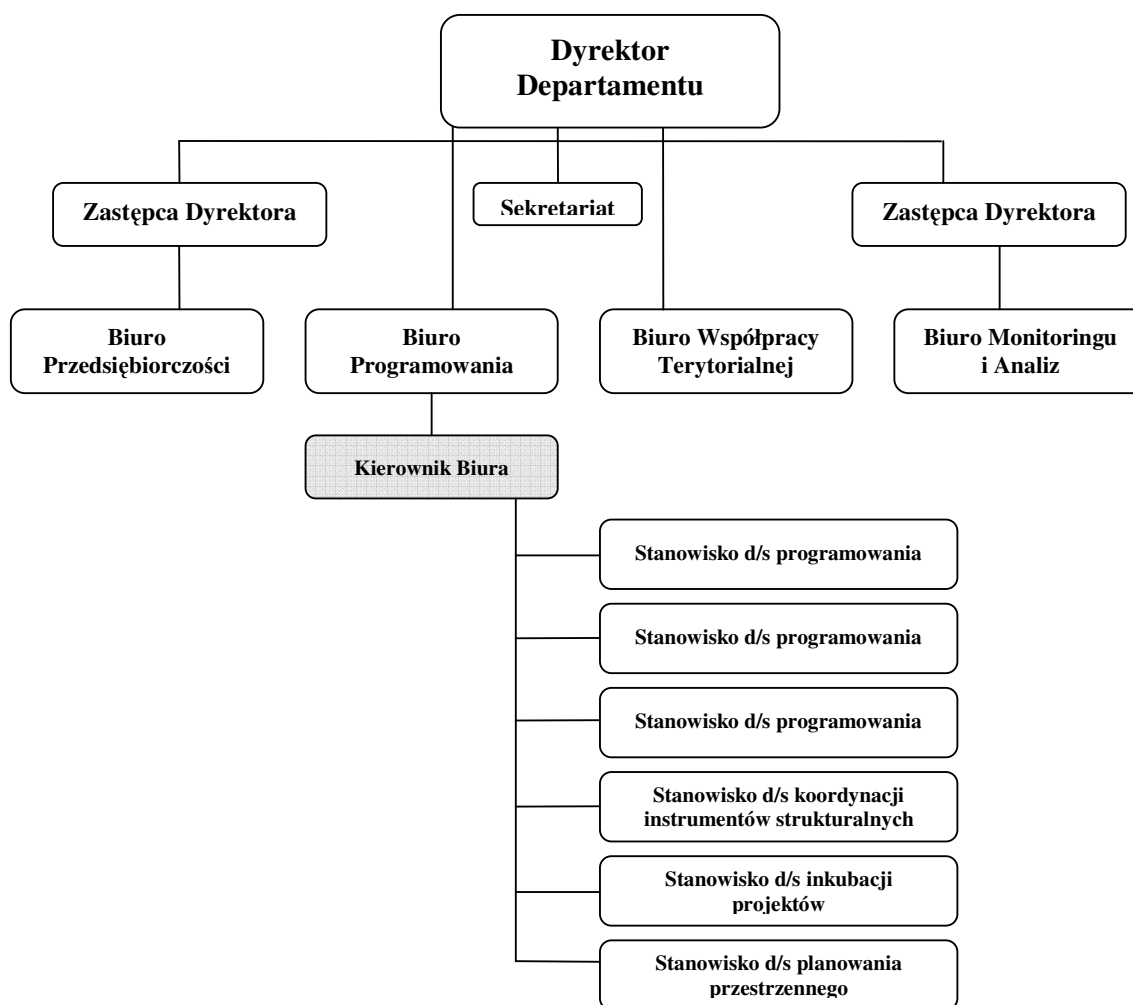 Dyrektor
Departamentu
Zastępca Dyrektora
Sekretariat
Zastępca Dyrektora
Biuro
Przedsiębiorczości
Biuro
Programowania
Biuro Współpracy
Terytorialnej
Biuro Monitoringu
i Analiz
Kierownik Biura
Stanowisko d/s programowania
Stanowisko d/s programowania
Stanowisko d/s programowania
Stanowisko d/s koordynacji
instrumentów strukturalnych
Stanowisko d/s inkubacji
projektów
Stanowisko d/s planowania
przestrzennego